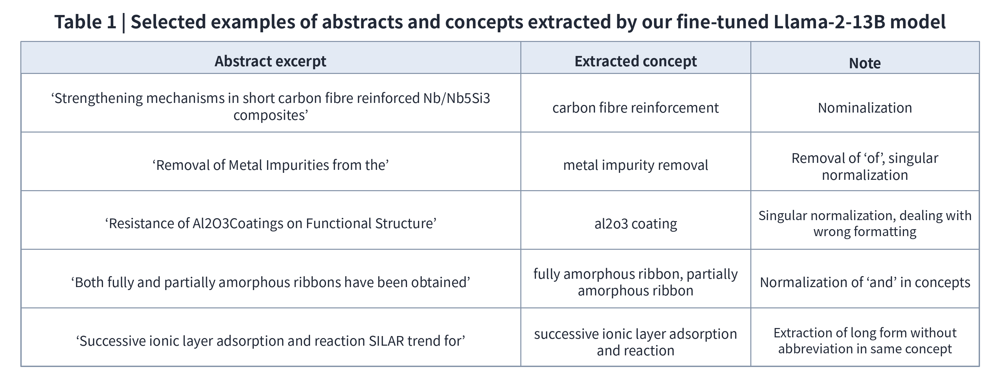 Table 1 | Selected examples of abstracts and concepts extracted by our fine-tuned Llama-2-13B model
Abstract excerpt
Extracted concept
Note
‘Strengthening mechanisms in short carbon fibre reinforced Nb/Nb5Si3
composites’
carbon fibre reinforcement
Nominalization
‘Removal of Metal Impurities from the’
metal impurity removal
Removal of ‘of’, singular
normalization
‘Resistance of Al2O3Coatings on Functional Structure’
al2o3 coating
Singular normalization, dealing with
wrong formatting
‘Both fully and partially amorphous ribbons have been obtained’
fully amorphous ribbon, partially
amorphous ribbon
Normalization of ‘and’ in concepts
‘Successive ionic layer adsorption and reaction SILAR trend for’
successive ionic layer adsorption
and reaction
Extraction of long form without
abbreviation in same concept